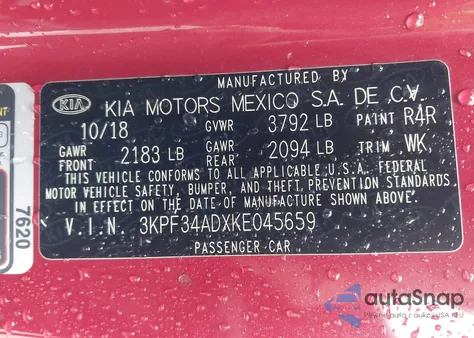 MANUFACTURED BY
KIA KIA MOTORS MEXICO S.A. DE C.V.
10/18 GVWR 3792 LB PAINT R4R
GAWR FRONT 2183 LB GAWR REAR 2094 LB TRIM WK
THIS VEHICLE CONFORMS TO ALL APPLICABLE U.S.A. FEDERAL
MOTOR VEHICLE SAFETY, BUMPER, AND THEFT PREVENTION STANDARDS
IN EFFECT ON THE DATE OF MANUFACTURE SHOWN ABOVE.
V.I.N. 3KPF34ADXKE045659
PASSENGER CAR
7620
autoSnap